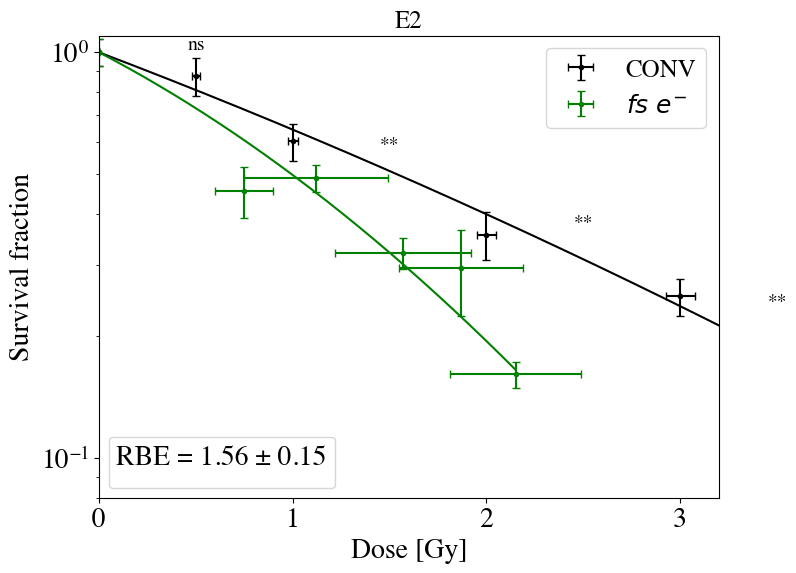 E2
ns
CONV
fs e⁻
**
**
**
RBE = 1.56 ± 0.15
10⁰
10⁻¹
Survival fraction
0 1 2 3
Dose [Gy]